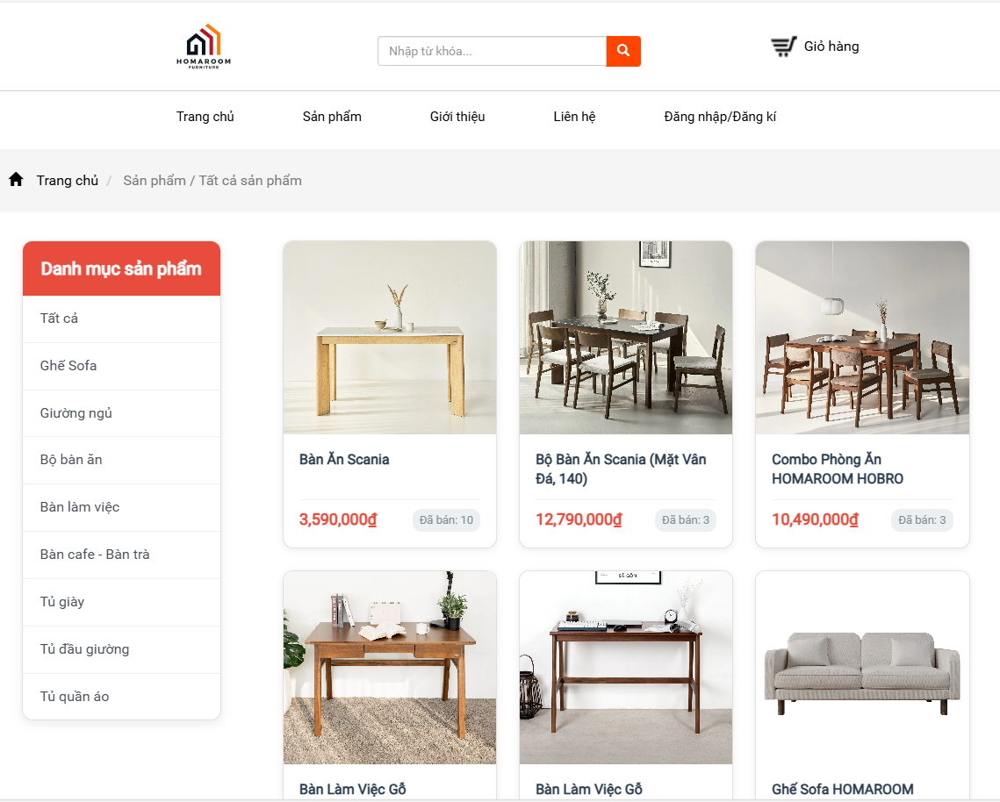 HOMAROOM
FURNITURE
Nhập từ khóa...
Giỏ hàng
Trang chủ
Sản phẩm
Giới thiệu
Liên hệ
Đăng nhập/Đăng kí
Trang chủ / Sản phẩm / Tất cả sản phẩm
Danh mục sản phẩm
Tất cả
Ghế Sofa
Giường ngủ
Bộ bàn ăn
Bàn làm việc
Bàn cafe - Bàn trà
Tủ giày
Tủ đầu giường
Tủ quần áo
Bàn Ăn Scania
3,590,000₫
Đã bán: 10
Bộ Bàn Ăn Scania (Mặt Vân
Đá, 140)
12,790,000₫
Đã bán: 3
Combo Phòng Ăn
HOMAROOM HOBRO
10,490,000₫
Đã bán: 3
Bàn Làm Việc Gỗ
SÀI GÒN
Bàn Làm Việc Gỗ
Ghế Sofa HOMAROOM